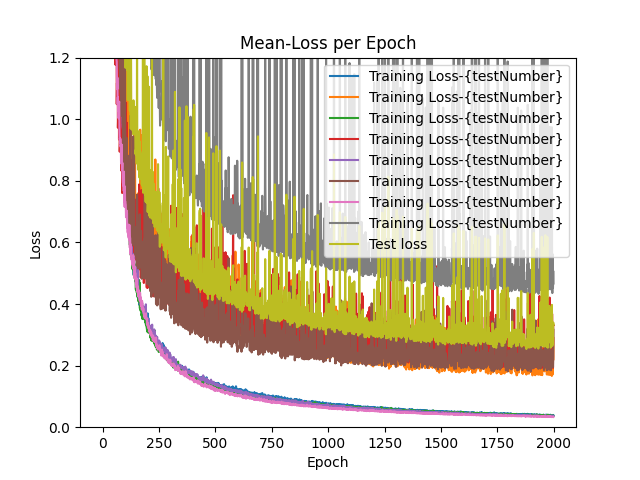 Mean-Loss per Epoch
1.2
1.0
0.8
0.6
0.4
0.2
0.0
Loss
Training Loss-{testNumber}
Training Loss-{testNumber}
Training Loss-{testNumber}
Training Loss-{testNumber}
Training Loss-{testNumber}
Training Loss-{testNumber}
Training Loss-{testNumber}
Training Loss-{testNumber}
Test loss
0 250 500 750 1000 1250 1500 1750 2000
Epoch